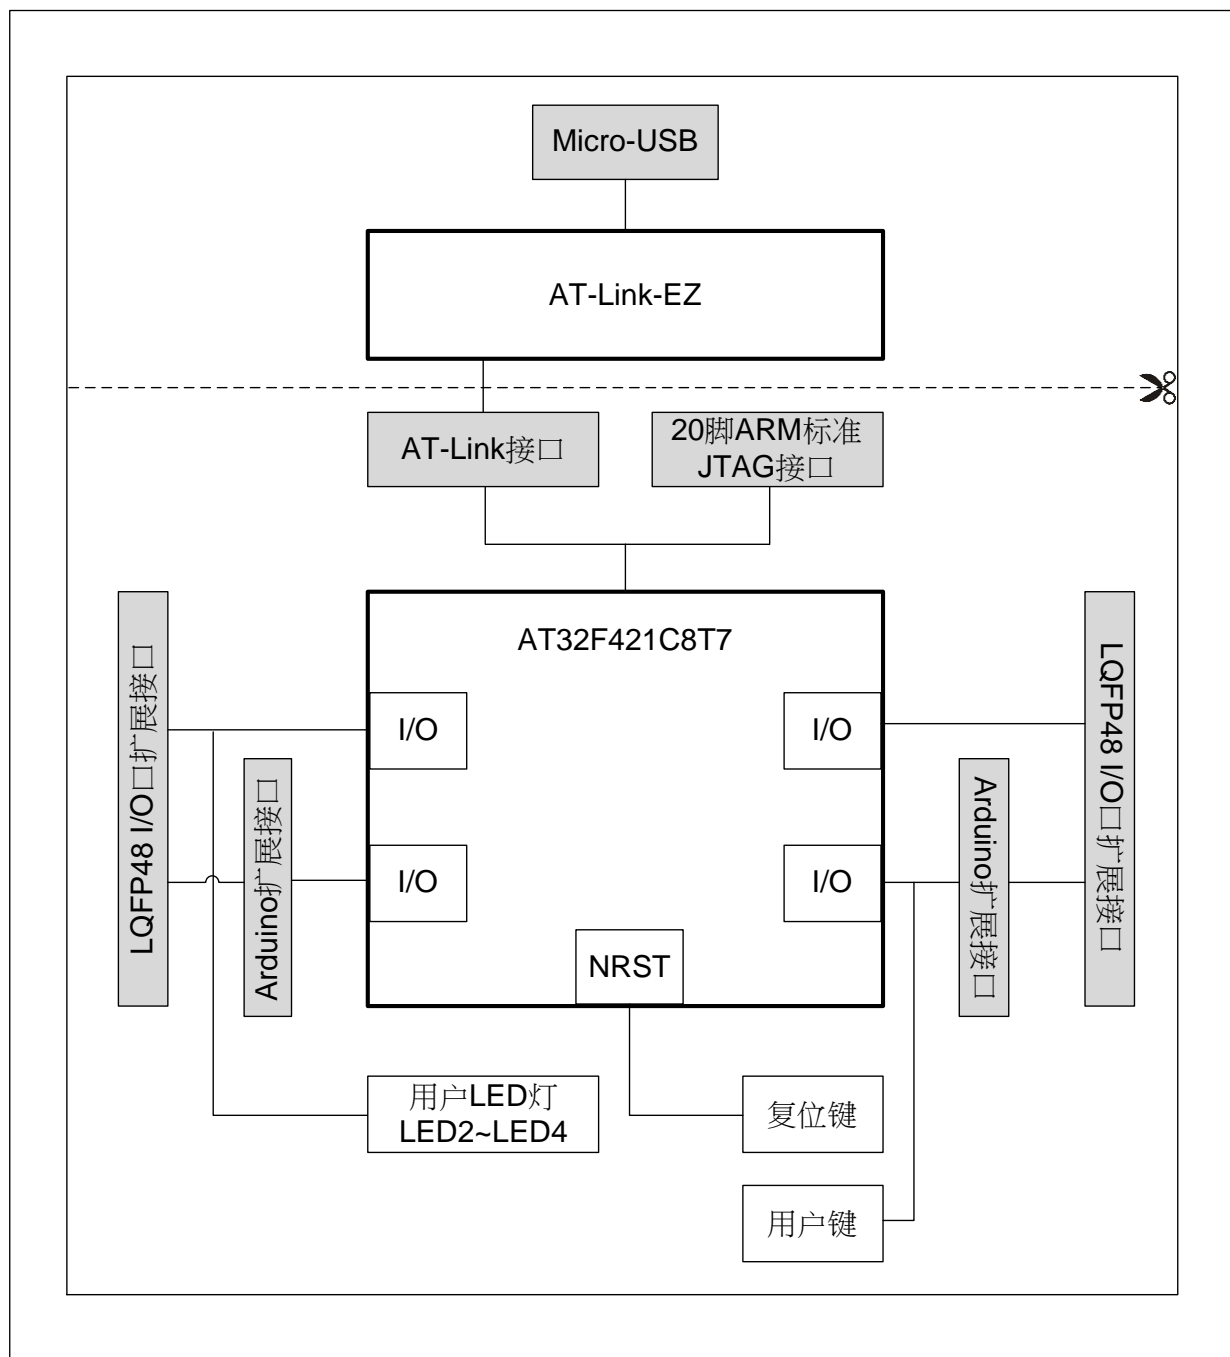 Micro-USB
AT-Link-EZ
AT-Link接口
20脚ARM标准
JTAG接口
AT32F421C8T7
LQFP48 I/O口扩展接口
I/O
I/O
LQFP48 I/O口扩展接口
Arduino扩展接口
I/O
I/O
Arduino扩展接口
NRST
用户LED灯
LED2~LED4
复位键
用户键